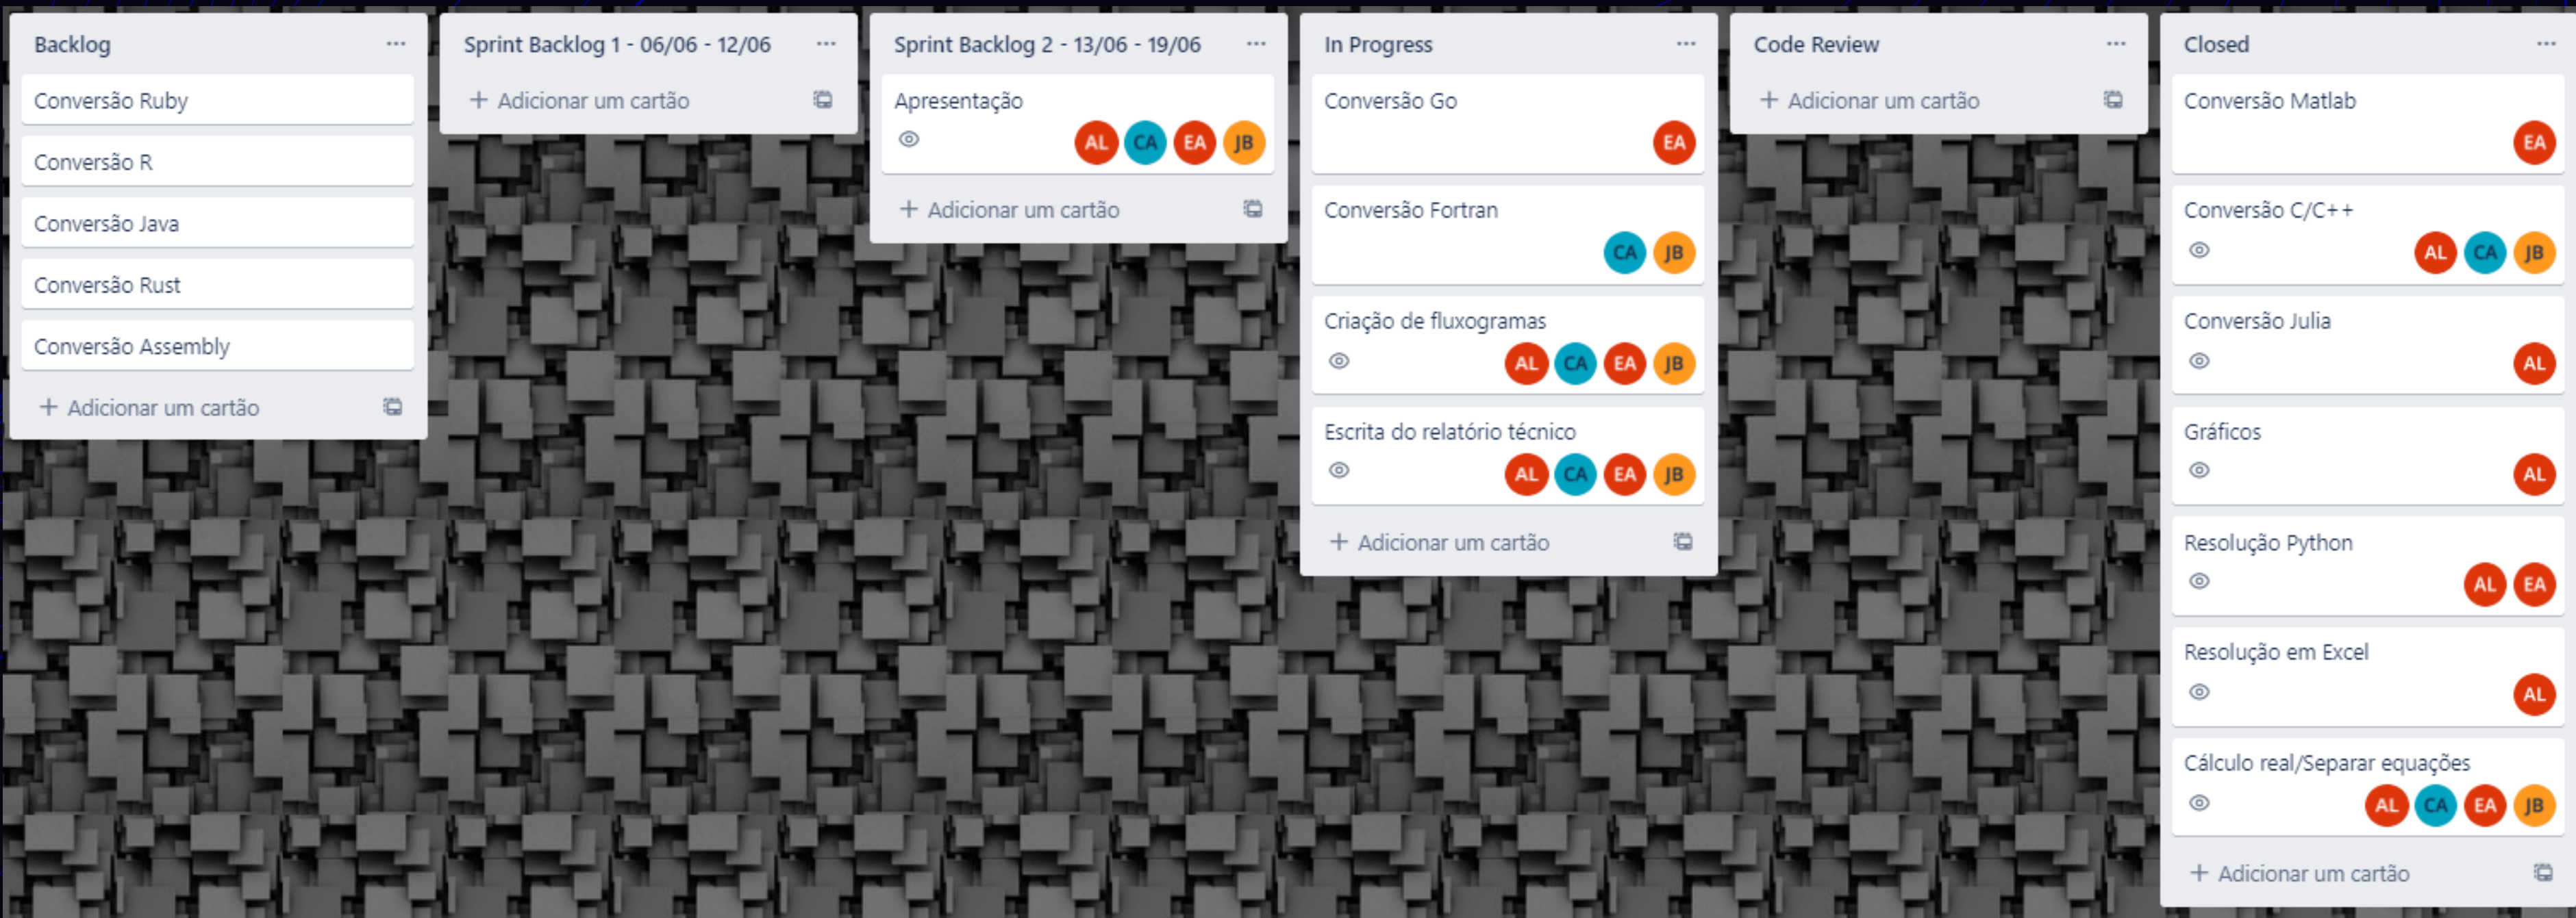 Backlog
Conversão Ruby
Conversão R
Conversão Java
Conversão Rust
Conversão Assembly
+ Adicionar um cartão
Sprint Backlog 1 - 06/06 - 12/06
+ Adicionar um cartão
Sprint Backlog 2 - 13/06 - 19/06
Apresentação
AL CA EA JB
+ Adicionar um cartão
In Progress
Conversão Go
EA
Conversão Fortran
CA JB
Criação de fluxogramas
AL CA EA JB
Escrita do relatório técnico
AL CA EA JB
+ Adicionar um cartão
Code Review
+ Adicionar um cartão
Closed
Conversão Matlab
EA
Conversão C/C++
AL CA JB
Conversão Julia
AL
Gráficos
AL
Resolução Python
AL EA
Resolução em Excel
AL
Cálculo real/Separar equações
AL CA EA JB
+ Adicionar um cartão